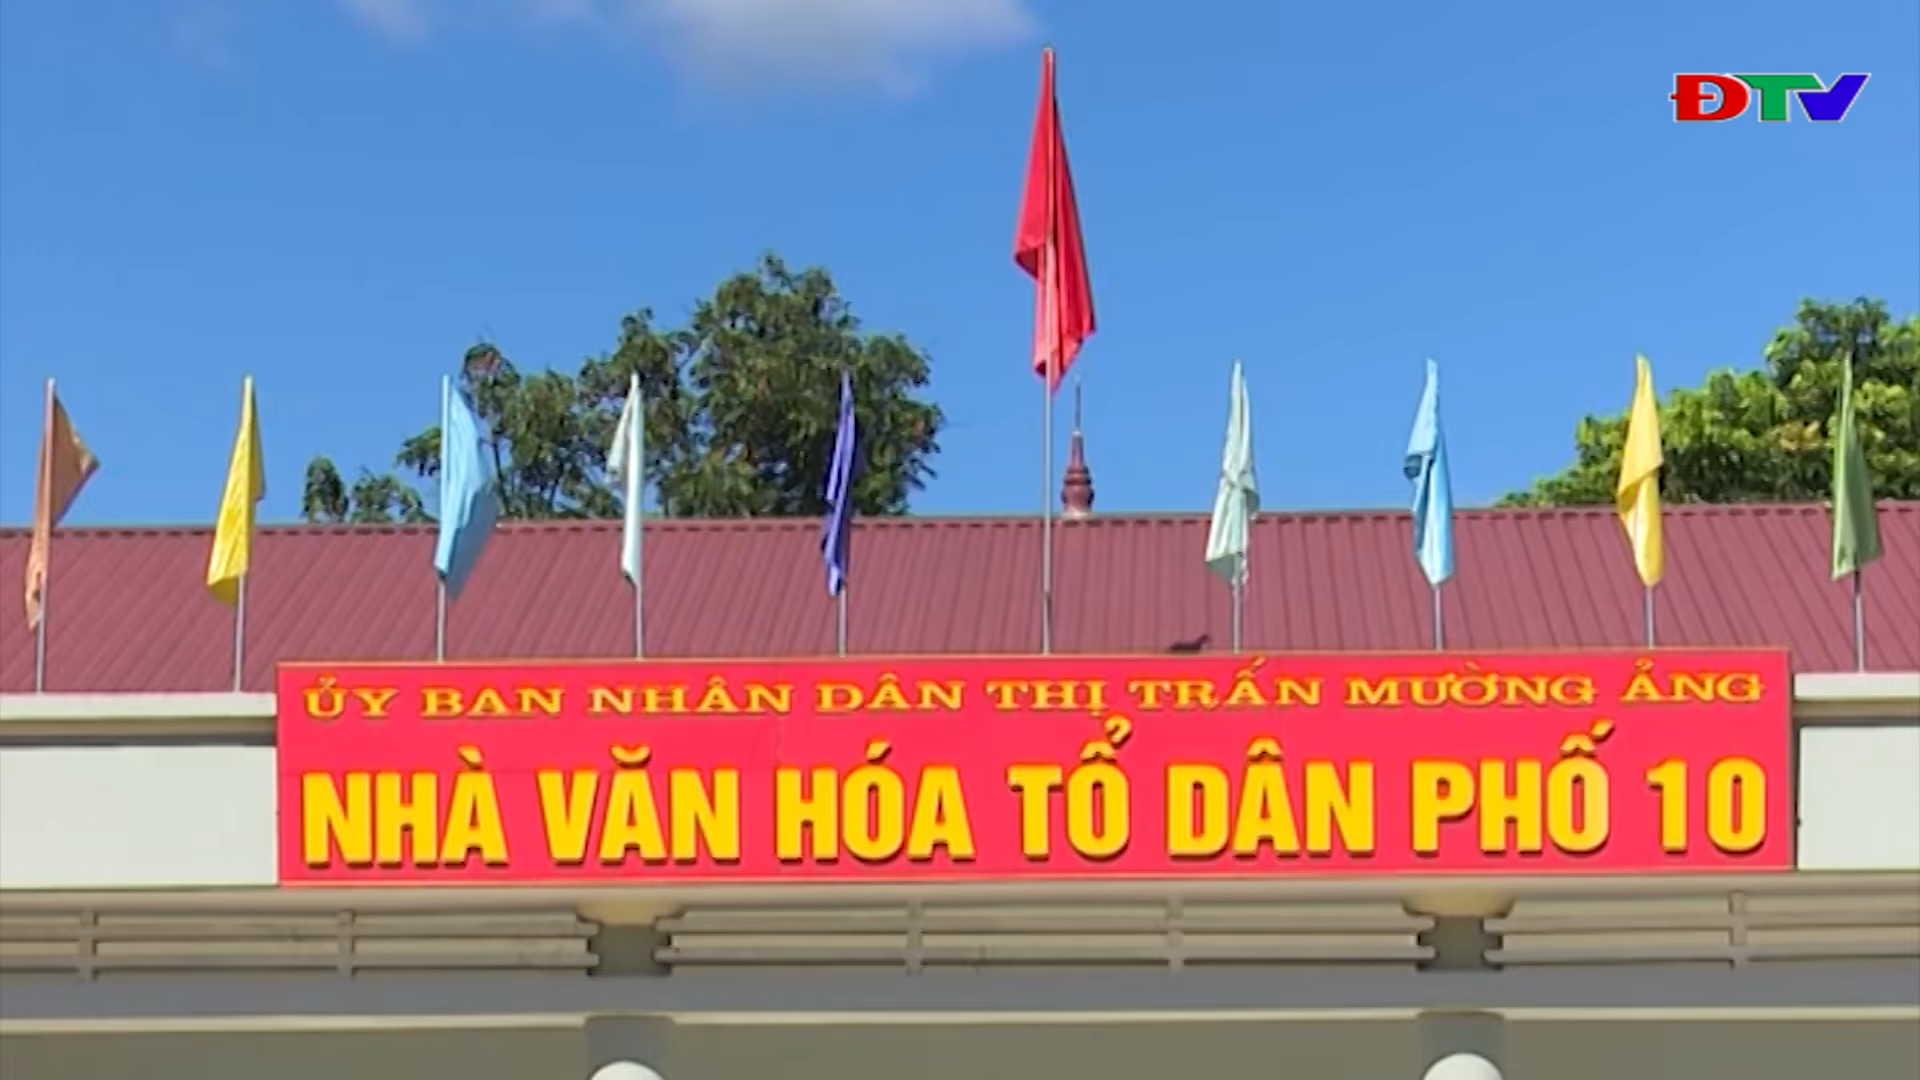 ĐTV
ỦY BAN NHÂN DÂN THỊ TRẤN MƯỜNG ẢNG
NHÀ VĂN HÓA TỔ DÂN PHỐ 10